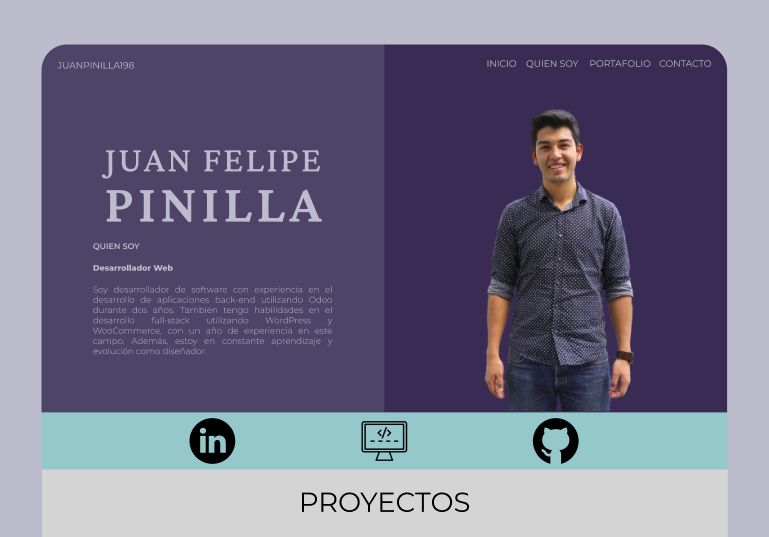 JUANPINILLA198
INICIO QUIEN SOY PORTAFOLIO CONTACTO
JUAN FELIPE
PINILLA
QUIEN SOY
Desarrollador Web
Soy desarrollador de software con experiencia en el
desarrollo de aplicaciones back-end utilizando Odoo
durante dos años. También tengo habilidades en el
desarrollo full-stack utilizando WordPress y
WooCommerce, con un año de experiencia en este
campo. Además, estoy en constante aprendizaje y
evolución como diseñador.
in
</>
PROYECTOS